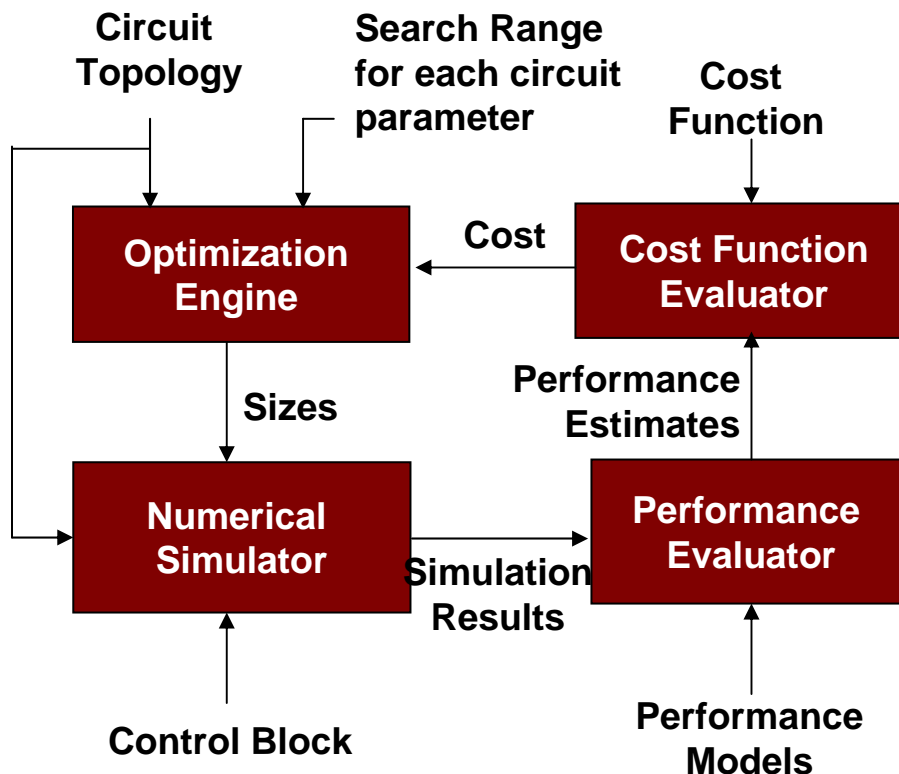 Circuit
Topology
Search Range
for each circuit
parameter
Cost
Function
Optimization
Engine
Cost
Cost Function
Evaluator
Sizes
Performance
Estimates
Numerical
Simulator
Simulation
Results
Performance
Evaluator
Control Block
Performance
Models